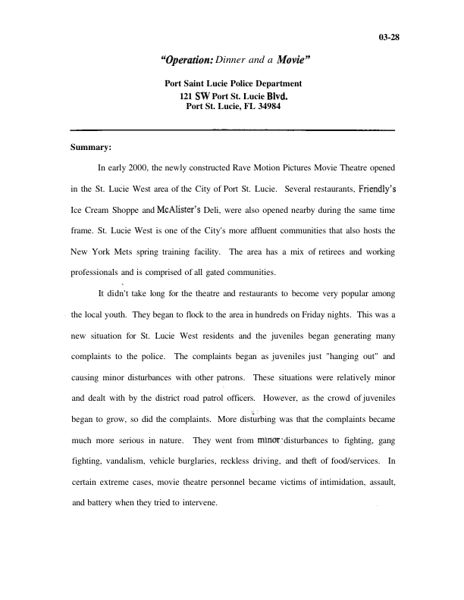 03-28
"Operation: Dinner and a Movie"
Port Saint Lucie Police Department
121 SW Port St. Lucie Blvd.
Port St. Lucie, FL 34984
Summary:
In early 2000, the newly constructed Rave Motion Pictures Movie Theatre opened
in the St. Lucie West area of the City of Port St. Lucie. Several restaurants, Friendly's
Ice Cream Shoppe and McAlister's Deli, were also opened nearby during the same time
frame. St. Lucie West is one of the City's more affluent communities that also hosts the
New York Mets spring training facility. The area has a mix of retirees and working
professionals and is comprised of all gated communities.
It didn't take long for the theatre and restaurants to become very popular among
the local youth. They began to flock to the area in hundreds on Friday nights. This was a
new situation for St. Lucie West residents and the juveniles began generating many
complaints to the police. The complaints began as juveniles just "hanging out" and
causing minor disturbances with other patrons. These situations were relatively minor
and dealt with by the district road patrol officers. However, as the crowd of juveniles
began to grow, so did the complaints. More disturbing was that the complaints became
much more serious in nature. They went from minor disturbances to fighting, gang
fighting, vandalism, vehicle burglaries, reckless driving, and theft of food/services. In
certain extreme cases, movie theatre personnel became victims of intimidation, assault,
and battery when they tried to intervene.